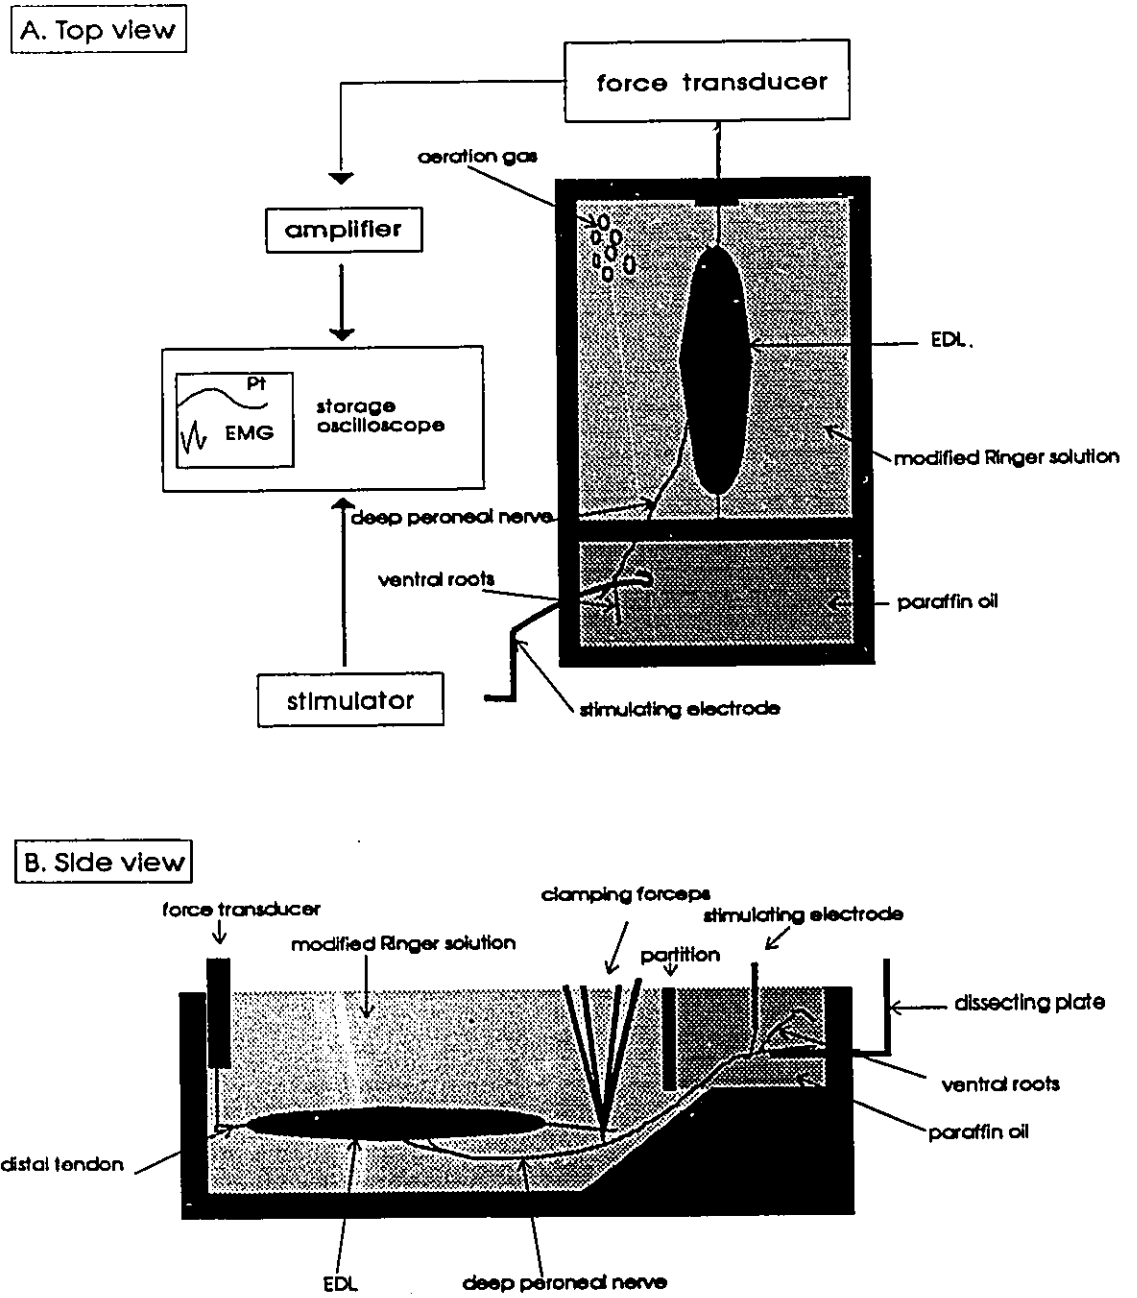 A. Top view
force transducer
aeration gas
amplifier
EDL.
Pt
EMG
storage
oscilloscope
modified Ringer solution
deep peroneal nerve
ventral roots
paraffin oil
stimulator
stimulating electrode
B. Side view
clamping forceps
force transducer
stimulating electrode
modified Ringer solution
partition
dissecting plate
ventral roots
paraffin oil
distal tendon
EDL
deep peroneal nerve